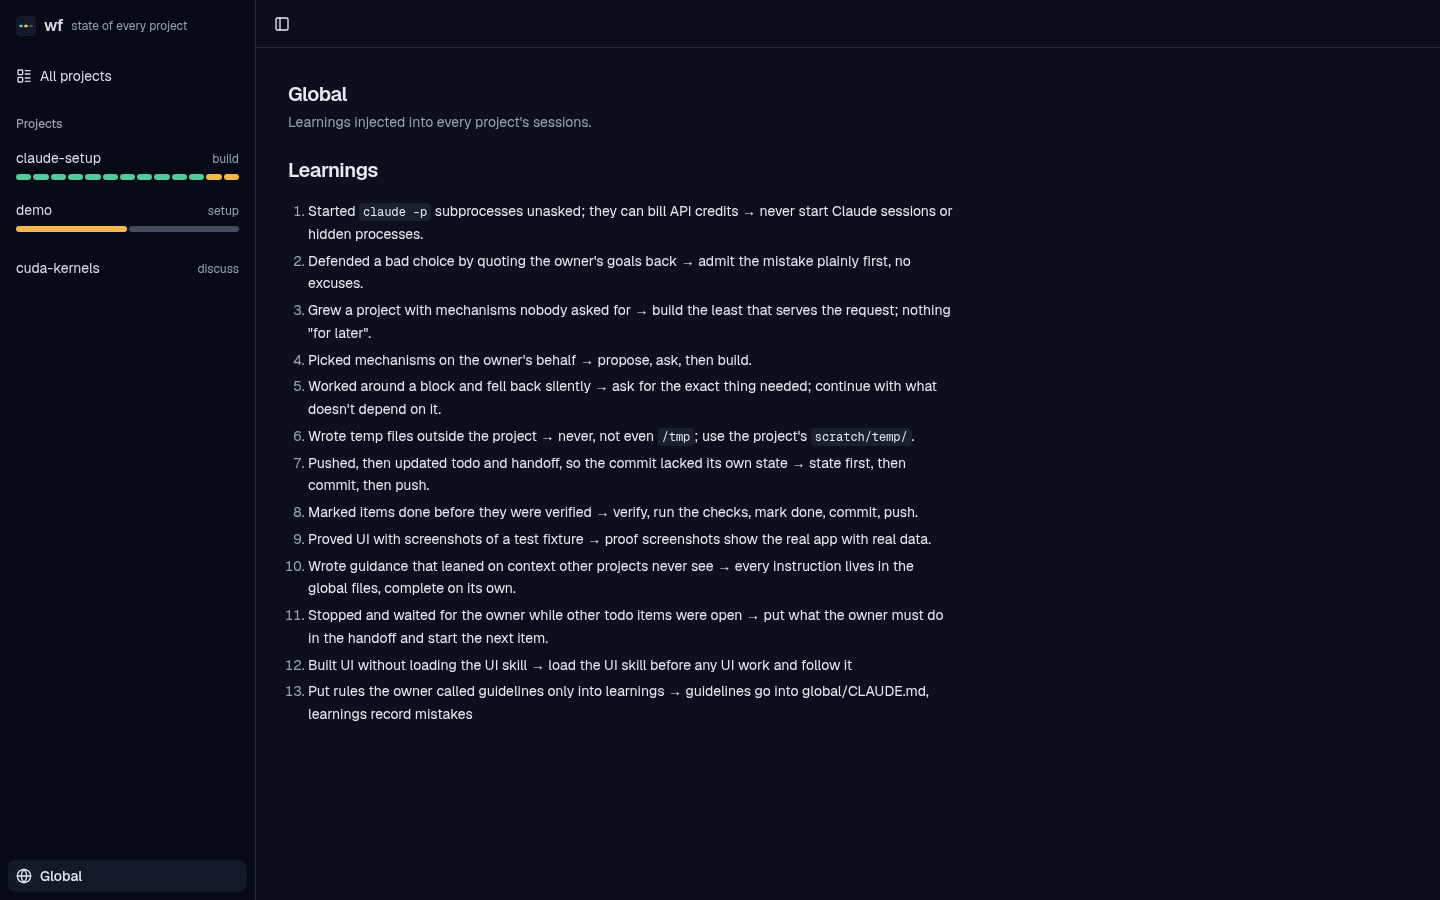 wf state of every project
All projects
Projects
claude-setup build
demo setup
cuda-kernels discuss
Global
Global
Learnings injected into every project's sessions.
Learnings
1. Started claude -p subprocesses unasked; they can bill API credits → never start Claude sessions or
hidden processes.
2. Defended a bad choice by quoting the owner's goals back → admit the mistake plainly first, no
excuses.
3. Grew a project with mechanisms nobody asked for → build the least that serves the request; nothing
"for later".
4. Picked mechanisms on the owner's behalf → propose, ask, then build.
5. Worked around a block and fell back silently → ask for the exact thing needed; continue with what
doesn't depend on it.
6. Wrote temp files outside the project → never, not even /tmp; use the project's scratch/temp/.
7. Pushed, then updated todo and handoff, so the commit lacked its own state → state first, then
commit, then push.
8. Marked items done before they were verified → verify, run the checks, mark done, commit, push.
9. Proved UI with screenshots of a test fixture → proof screenshots show the real app with real data.
10. Wrote guidance that leaned on context other projects never see → every instruction lives in the
global files, complete on its own.
11. Stopped and waited for the owner while other todo items were open → put what the owner must do
in the handoff and start the next item.
12. Built UI without loading the UI skill → load the UI skill before any UI work and follow it
13. Put rules the owner called guidelines only into learnings → guidelines go into global/CLAUDE.md,
learnings record mistakes